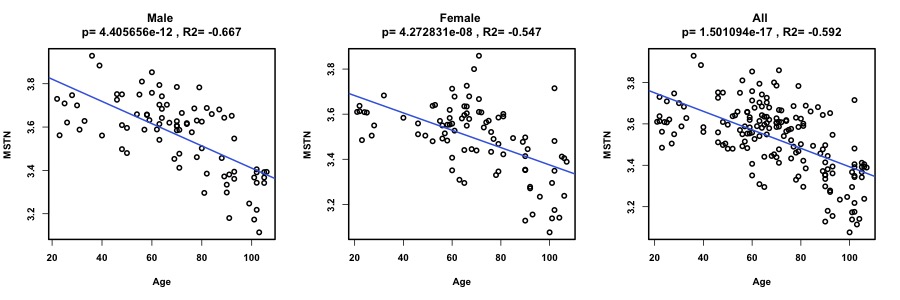 Male
p= 4.405656e-12 , R2= -0.667
MSTN
3.8
3.6
3.4
3.2
20 40 60 80 100
Age
Female
p= 4.272831e-08 , R2= -0.547
MSTN
3.8
3.6
3.4
3.2
20 40 60 80 100
Age
All
p= 1.501094e-17 , R2= -0.592
MSTN
3.8
3.6
3.4
3.2
20 40 60 80 100
Age